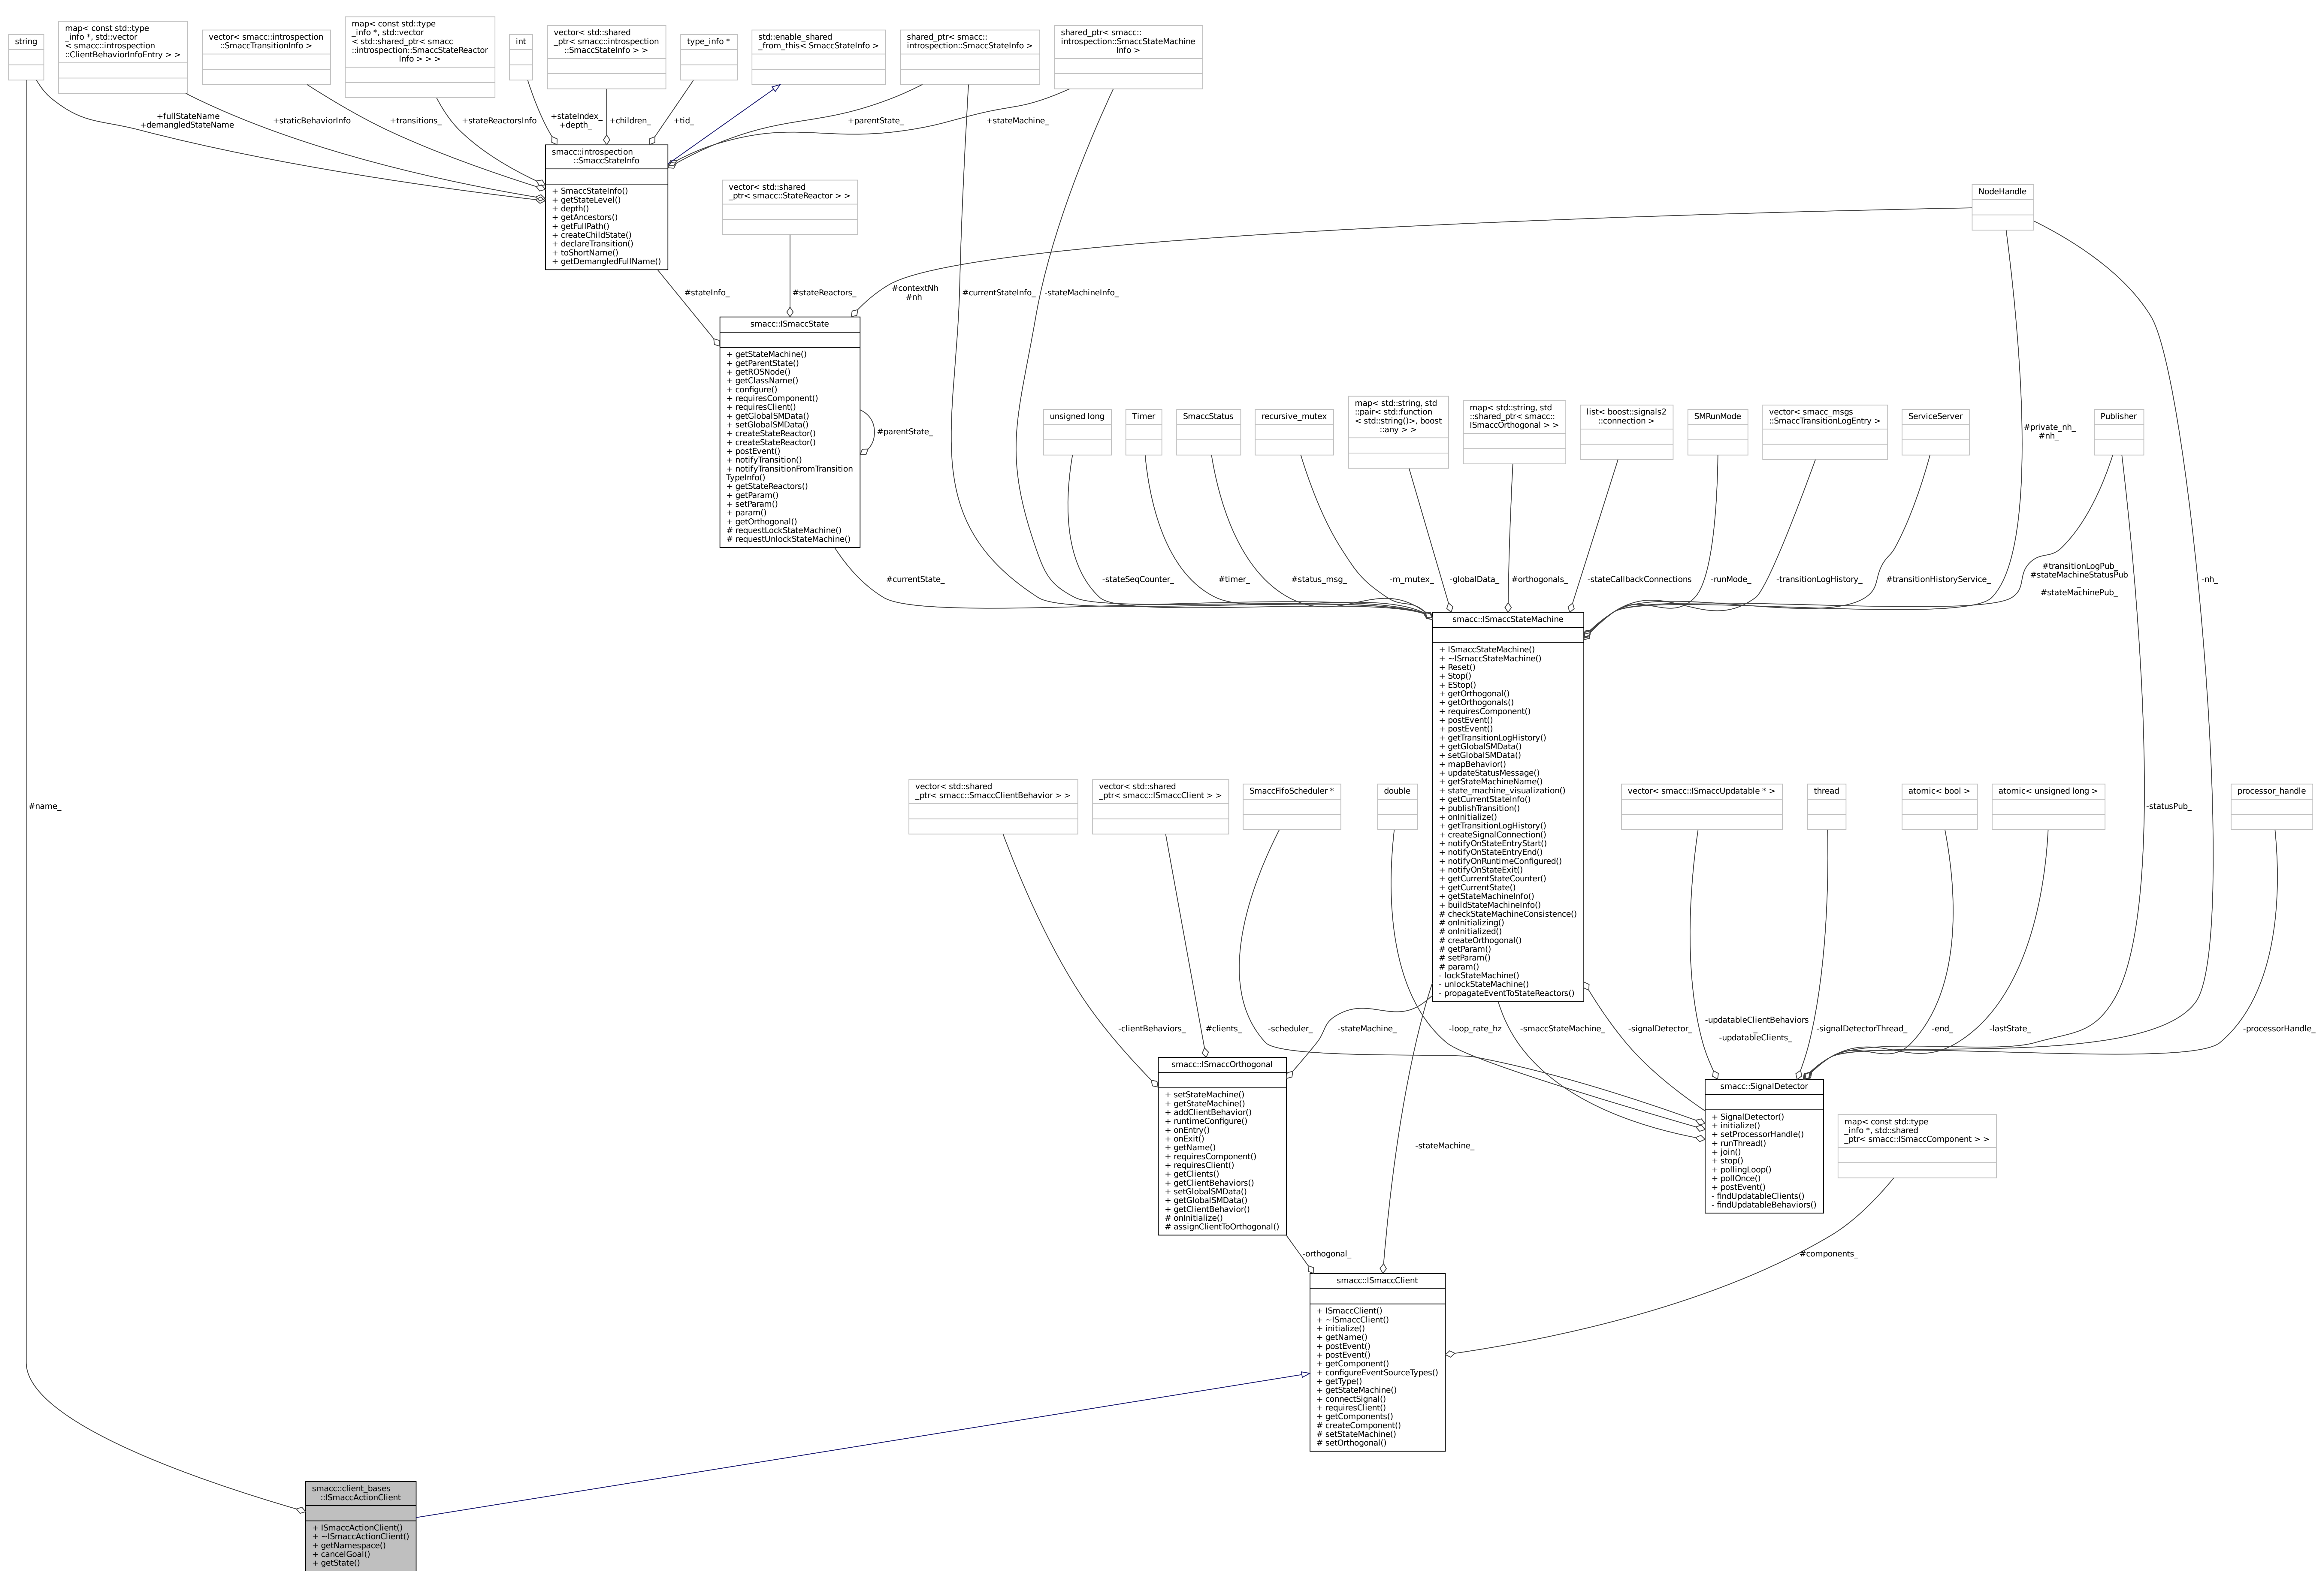 string
map< const std::type
_info *, std::vector
< smacc::introspection
::ClientBehaviorInfoEntry > >
vector< smacc::introspection
::SmaccTransitionInfo >
map< const std::type
_info *, std::vector
< std::shared_ptr< smacc
::introspection::SmaccStateReactor
Info > > >
int
vector< std::shared
_ptr< smacc::introspection
::SmaccStateInfo > >
type_info *
std::enable_shared
_from_this< SmaccStateInfo >
shared_ptr< smacc::
introspection::SmaccStateInfo >
shared_ptr< smacc::
introspection::SmaccStateMachine
Info >
+fullStateName
+demangledStateName
+staticBehaviorInfo
+transitions_
+stateReactorsInfo
+stateIndex_
+depth_
+children_
+tid_
+parentState_
+stateMachine_
smacc::introspection
::SmaccStateInfo
+ SmaccStateInfo()
+ getStateLevel()
+ depth()
+ getAncestors()
+ getFullPath()
+ createChildState()
+ declareTransition()
+ toShortName()
+ getDemangledFullName()
vector< std::shared
_ptr< smacc::StateReactor > >
NodeHandle
#stateInfo_
#stateReactors_
#contextNh
#nh
#currentStateInfo_
-stateMachineInfo_
smacc::ISmaccState
+ getStateMachine()
+ getParentState()
+ getROSNode()
+ getClassName()
+ configure()
+ requiresComponent()
+ requiresClient()
+ getGlobalSMData()
+ setGlobalSMData()
+ createStateReactor()
+ createStateReactor()
+ postEvent()
+ notifyTransition()
+ notifyTransitionFromTransition
TypeInfo()
+ getStateReactors()
+ getParam()
+ setParam()
+ param()
+ getOrthogonal()
# requestLockStateMachine()
# requestUnlockStateMachine()
#parentState_
unsigned long
Timer
SmaccStatus
recursive_mutex
map< std::string, std
::pair< std::function
< std::string()>, boost
::any > >
map< std::string, std
::shared_ptr< smacc::
ISmaccOrthogonal > >
list< boost::signals2
::connection >
SMRunMode
vector< smacc_msgs
::SmaccTransitionLogEntry >
ServiceServer
Publisher
#private_nh_
#nh_
#currentState_
-stateSeqCounter_
#timer_
#status_msg_
-m_mutex_
-globalData_
#orthogonals_
-stateCallbackConnections
-runMode_
-transitionLogHistory_
#transitionHistoryService_
#transitionLogPub_
#stateMachineStatusPub
_
#stateMachinePub_
-nh_
smacc::ISmaccStateMachine
+ ISmaccStateMachine()
+ ~ISmaccStateMachine()
+ Reset()
+ Stop()
+ EStop()
+ getOrthogonal()
+ getOrthogonals()
+ requiresComponent()
+ postEvent()
+ postEvent()
+ getTransitionLogHistory()
+ getGlobalSMData()
+ setGlobalSMData()
+ mapBehavior()
+ updateStatusMessage()
+ getStateMachineName()
+ state_machine_visualization()
+ getCurrentStateInfo()
+ publishTransition()
+ onInitialize()
+ getTransitionLogHistory()
+ createSignalConnection()
+ notifyOnStateEntryStart()
+ notifyOnStateEntryEnd()
+ notifyOnRuntimeConfigured()
+ notifyOnStateExit()
+ getCurrentStateCounter()
+ getCurrentState()
+ getStateMachineInfo()
+ buildStateMachineInfo()
# checkStateMachineConsistence()
# onInitializing()
# onInitialized()
# createOrthogonal()
# getParam()
# setParam()
# param()
- lockStateMachine()
- unlockStateMachine()
- propagateEventToStateReactors()
#name_
vector< std::shared
_ptr< smacc::SmaccClientBehavior > >
vector< std::shared
_ptr< smacc::ISmaccClient > >
SmaccFifoScheduler *
double
vector< smacc::ISmaccUpdatable * >
thread
atomic< bool >
atomic< unsigned long >
-statusPub_
processor_handle
-clientBehaviors_
#clients_
-scheduler_
-stateMachine_
-loop_rate_hz
-smaccStateMachine_
-signalDetector_
-updatableClientBehaviors
_
-updatableClients_
-signalDetectorThread_
-end_
-lastState_
-processorHandle_
smacc::ISmaccOrthogonal
+ setStateMachine()
+ getStateMachine()
+ addClientBehavior()
+ runtimeConfigure()
+ onEntry()
+ onExit()
+ getName()
+ requiresComponent()
+ requiresClient()
+ getClients()
+ getClientBehaviors()
+ setGlobalSMData()
+ getGlobalSMData()
+ getClientBehavior()
# onInitialize()
# assignClientToOrthogonal()
-stateMachine_
smacc::SignalDetector
+ SignalDetector()
+ initialize()
+ setProcessorHandle()
+ runThread()
+ join()
+ stop()
+ pollingLoop()
+ pollOnce()
+ postEvent()
- findUpdatableClients()
- findUpdatableBehaviors()
map< const std::type
_info *, std::shared
_ptr< smacc::ISmaccComponent > >
-orthogonal_
#components_
smacc::ISmaccClient
+ ISmaccClient()
+ ~ISmaccClient()
+ initialize()
+ getName()
+ postEvent()
+ postEvent()
+ getComponent()
+ configureEventSourceTypes()
+ getType()
+ getStateMachine()
+ connectSignal()
+ requiresClient()
+ getComponents()
# createComponent()
# setStateMachine()
# setOrthogonal()
smacc::client_bases
::ISmaccActionClient
+ ISmaccActionClient()
+ ~ISmaccActionClient()
+ getNamespace()
+ cancelGoal()
+ getState()